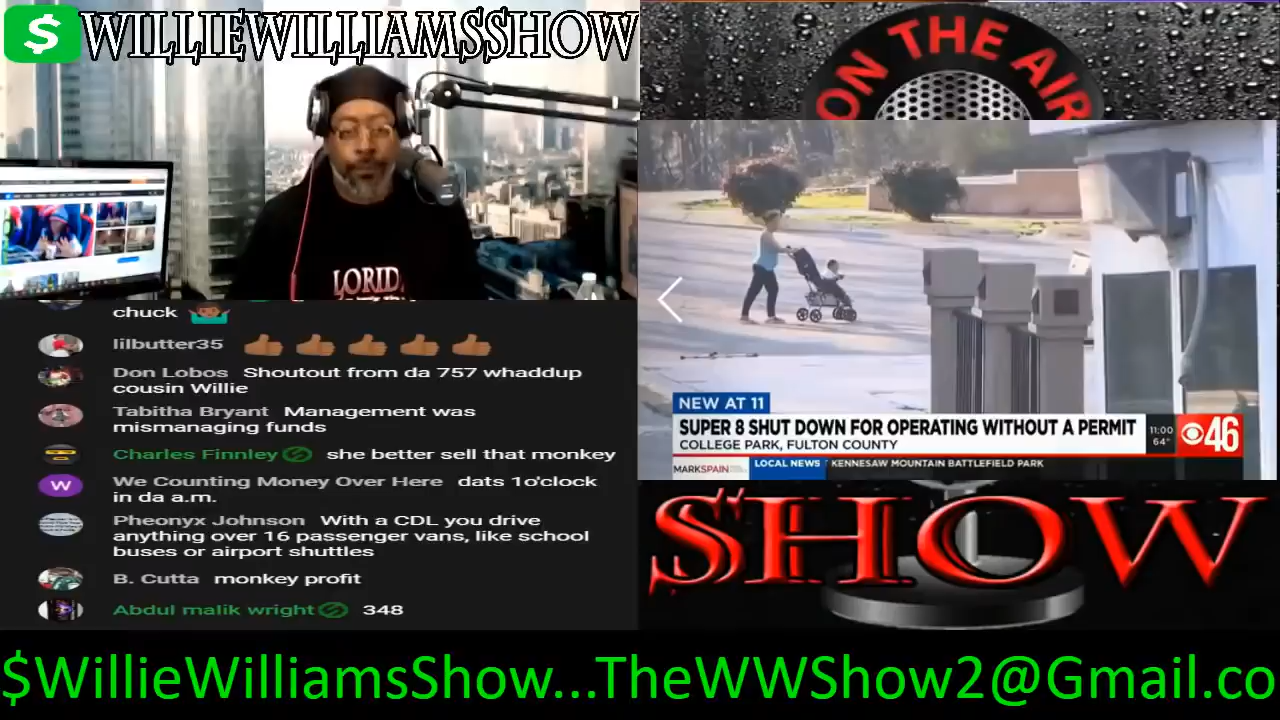 $ WILLIEWILLIAMSSHOW
ON THE AIR
LORID
chuck
lilbutter35
Don Lobos Shoutout from da 757 whaddup
cousin Willie
Tabitha Bryant Management was
mismanaging funds
Charles Finnley she better sell that monkey
W We Counting Money Over Here dats 1o'clock
in da a.m.
Pheonyx Johnson With a CDL you drive
anything over 16 passenger vans, like school
buses or airport shuttles
B. Cutta monkey profit
Abdul malik wright 348
NEW AT 11
SUPER 8 SHUT DOWN FOR OPERATING WITHOUT A PERMIT
COLLEGE PARK, FULTON COUNTY
11:00
64°
46
MARKSPAIN
LOCAL NEWS KENNESAW MOUNTAIN BATTLEFIELD PARK
SHOW
$WillieWilliamsShow...TheWWShow2@Gmail.co